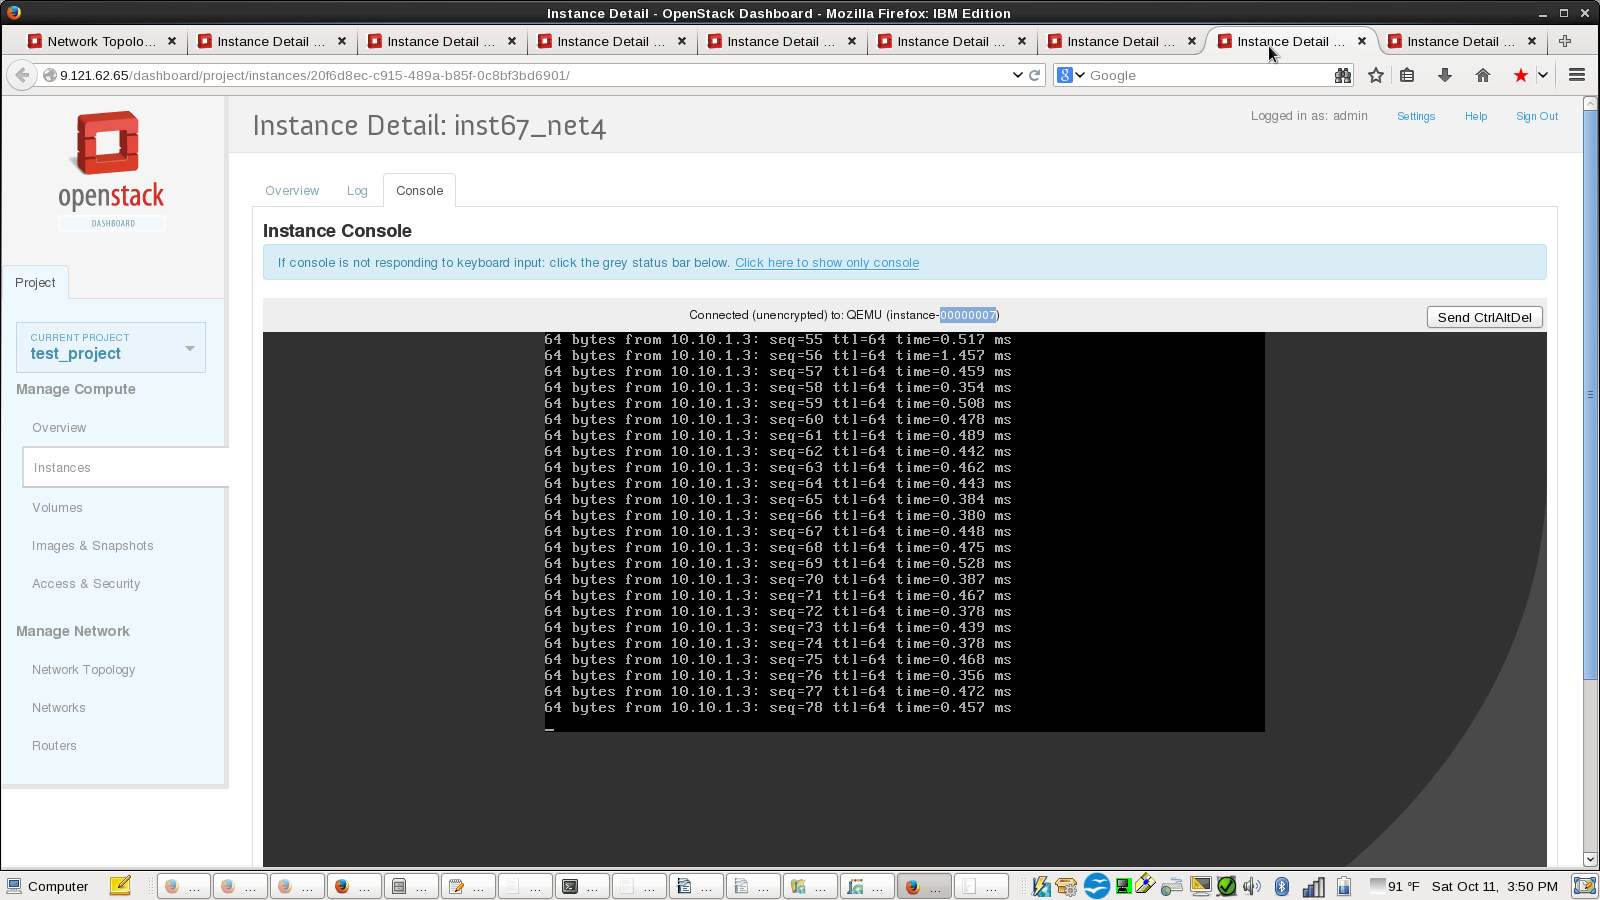 Instance Detail - OpenStack Dashboard - Mozilla Firefox: IBM Edition
Network Topolo... Instance Detail ... Instance Detail ... Instance Detail ... Instance Detail ... Instance Detail ... Instance Detail ... Instance Detail ... Instance Detail ...
9.121.62.65/dashboard/project/instances/20f6d8ec-c915-489a-b85f-0c8bf3bd6901/
8 Google
openstack
DASHBOARD
Project
CURRENT PROJECT
test_project
Manage Compute
Overview
Instances
Volumes
Images & Snapshots
Access & Security
Manage Network
Network Topology
Networks
Routers
Instance Detail: inst67_net4
Logged in as: admin Settings Help Sign Out
Overview Log Console
Instance Console
If console is not responding to keyboard input: click the grey status bar below. Click here to show only console
Connected (unencrypted) to: QEMU (instance-00000007)
Send CtrlAltDel
64 bytes from 10.10.1.3: seq=55 ttl=64 time=0.517 ms
64 bytes from 10.10.1.3: seq=56 ttl=64 time=1.457 ms
64 bytes from 10.10.1.3: seq=57 ttl=64 time=0.459 ms
64 bytes from 10.10.1.3: seq=58 ttl=64 time=0.354 ms
64 bytes from 10.10.1.3: seq=59 ttl=64 time=0.508 ms
64 bytes from 10.10.1.3: seq=60 ttl=64 time=0.478 ms
64 bytes from 10.10.1.3: seq=61 ttl=64 time=0.489 ms
64 bytes from 10.10.1.3: seq=62 ttl=64 time=0.442 ms
64 bytes from 10.10.1.3: seq=63 ttl=64 time=0.462 ms
64 bytes from 10.10.1.3: seq=64 ttl=64 time=0.443 ms
64 bytes from 10.10.1.3: seq=65 ttl=64 time=0.384 ms
64 bytes from 10.10.1.3: seq=66 ttl=64 time=0.380 ms
64 bytes from 10.10.1.3: seq=67 ttl=64 time=0.448 ms
64 bytes from 10.10.1.3: seq=68 ttl=64 time=0.475 ms
64 bytes from 10.10.1.3: seq=69 ttl=64 time=0.528 ms
64 bytes from 10.10.1.3: seq=70 ttl=64 time=0.387 ms
64 bytes from 10.10.1.3: seq=71 ttl=64 time=0.467 ms
64 bytes from 10.10.1.3: seq=72 ttl=64 time=0.378 ms
64 bytes from 10.10.1.3: seq=73 ttl=64 time=0.439 ms
64 bytes from 10.10.1.3: seq=74 ttl=64 time=0.378 ms
64 bytes from 10.10.1.3: seq=75 ttl=64 time=0.468 ms
64 bytes from 10.10.1.3: seq=76 ttl=64 time=0.356 ms
64 bytes from 10.10.1.3: seq=77 ttl=64 time=0.472 ms
64 bytes from 10.10.1.3: seq=78 ttl=64 time=0.457 ms
_
Computer ... ... ... ... ... ... ... ... ... ... ... ... ... ... ... 91 °F Sat Oct 11, 3:50 PM